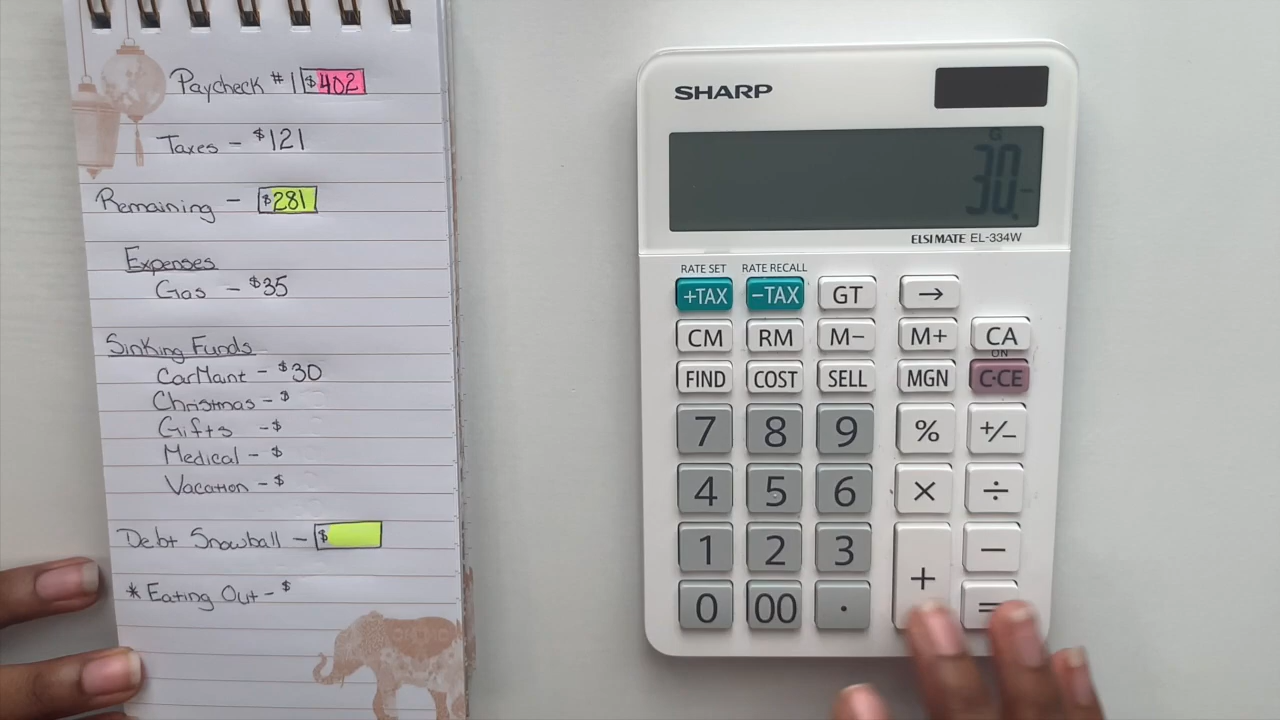 Paycheck #1 $402
Taxes - $121
Remaining - $281
Expenses
Gas - $35
Sinking Funds
CarMaint - $30
Christmas - $
Gifts - $
Medical - $
Vacation - $
Debt Snowball - $
* Eating Out - $
SHARP
G
30.-
ELSI MATE EL-334W
RATE SET RATE RECALL
+TAX -TAX GT →
CM RM M- M+ CA
ON
FIND COST SELL MGN C·CE
7 8 9 % +/-
4 5 6 × ÷
1 2 3 + -
0 00 . =